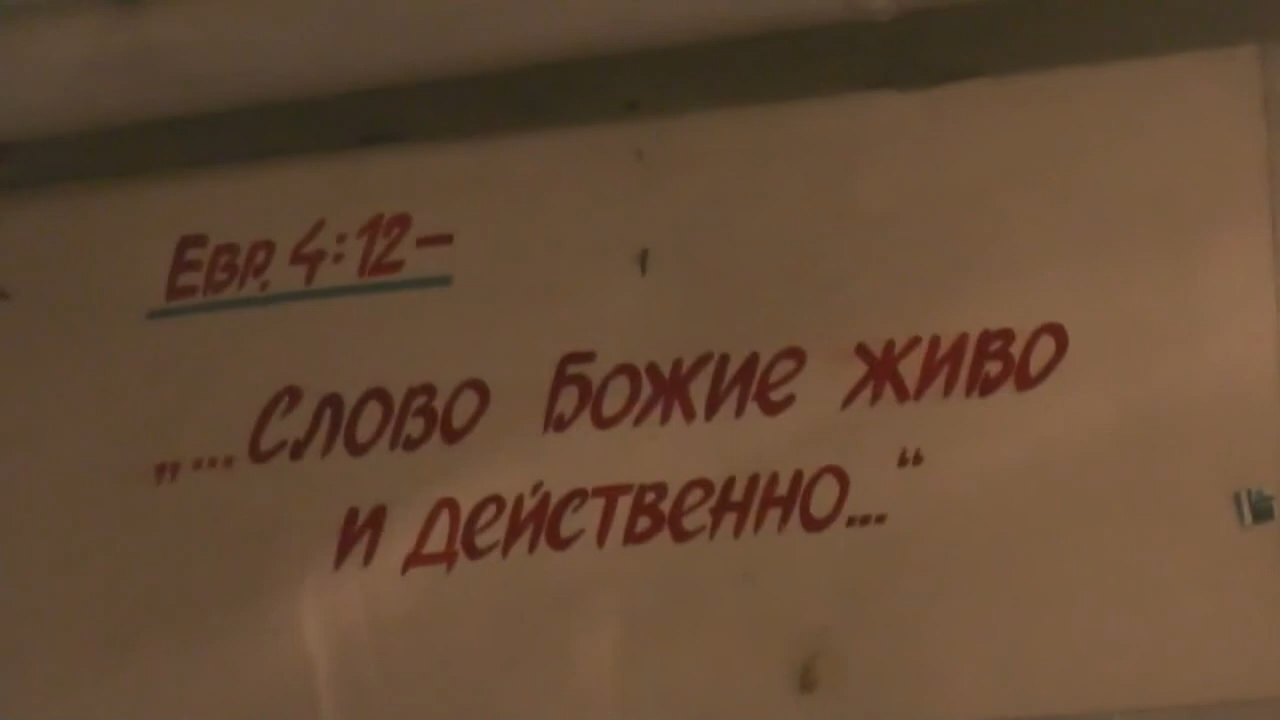 Евр. 4:12–
„...Слово Божие живо
и действенно...“